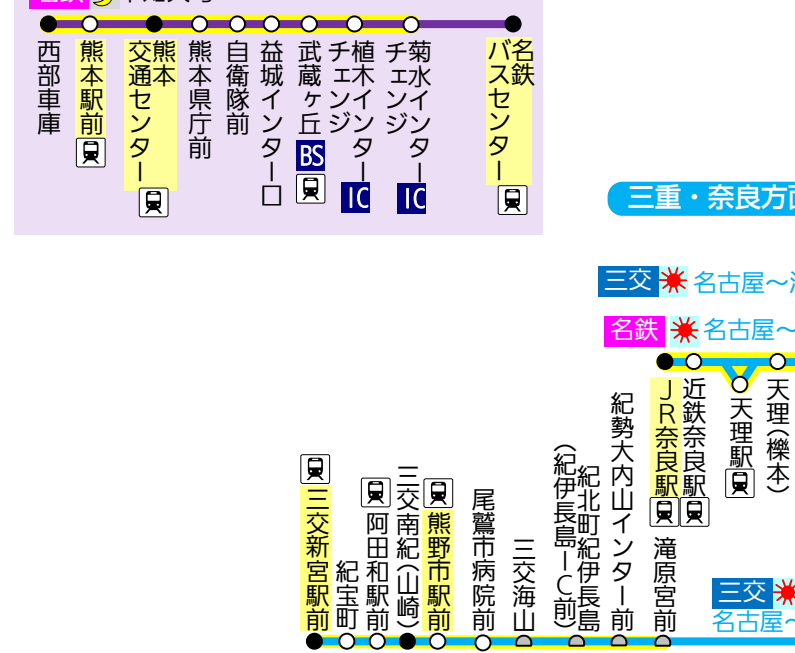 西部車庫
熊本駅前
熊本
交通センター
熊本県庁前
自衛隊前
益城インター口
武蔵ヶ丘
BS
植木インター
チェンジ
IC
菊水インター
チェンジ
IC
名鉄
バスセンター
三重・奈良方面
三交
名古屋〜
名鉄
名古屋〜
JR奈良駅
近鉄奈良駅
天理駅
天理(櫟本)
三交新宮駅前
紀宝町
阿田和駅前
三交南紀(山崎)
熊野市駅前
尾鷲市病院前
三交海山
紀北町紀伊長島
(紀伊長島IC前)
紀勢大内山インター前
滝原宮前
三交
名古屋〜